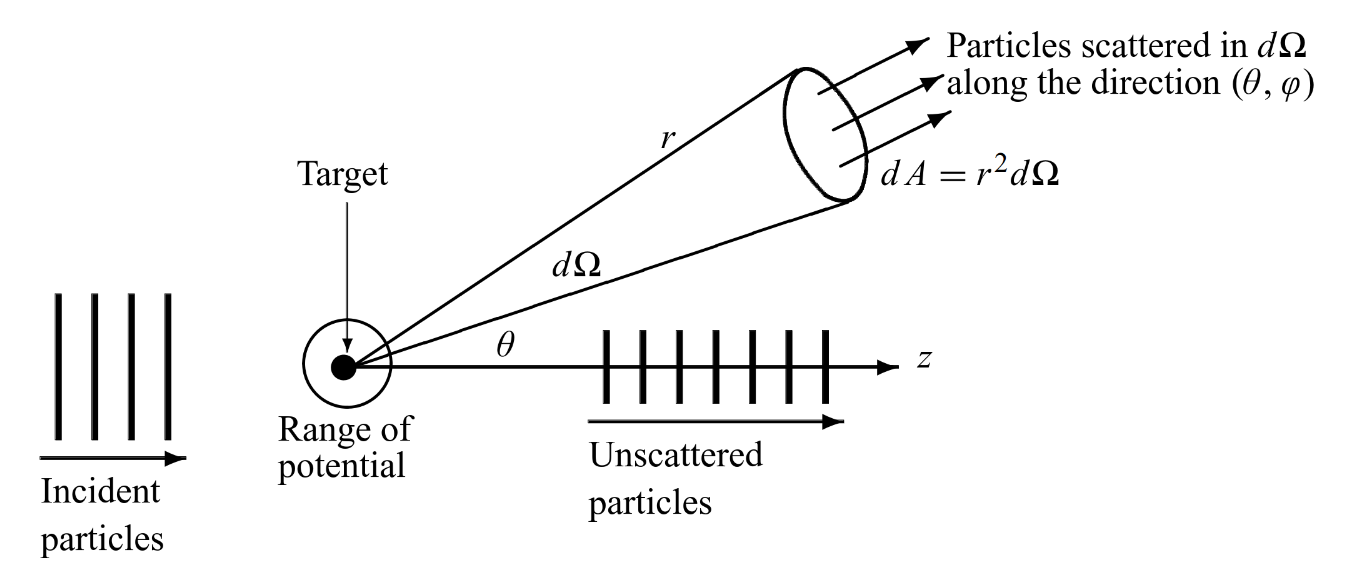 Particles scattered in dΩ
along the direction (θ, φ)
r
Target
dA = r²dΩ
dΩ
θ
z
Range of
potential
Unscattered
particles
Incident
particles